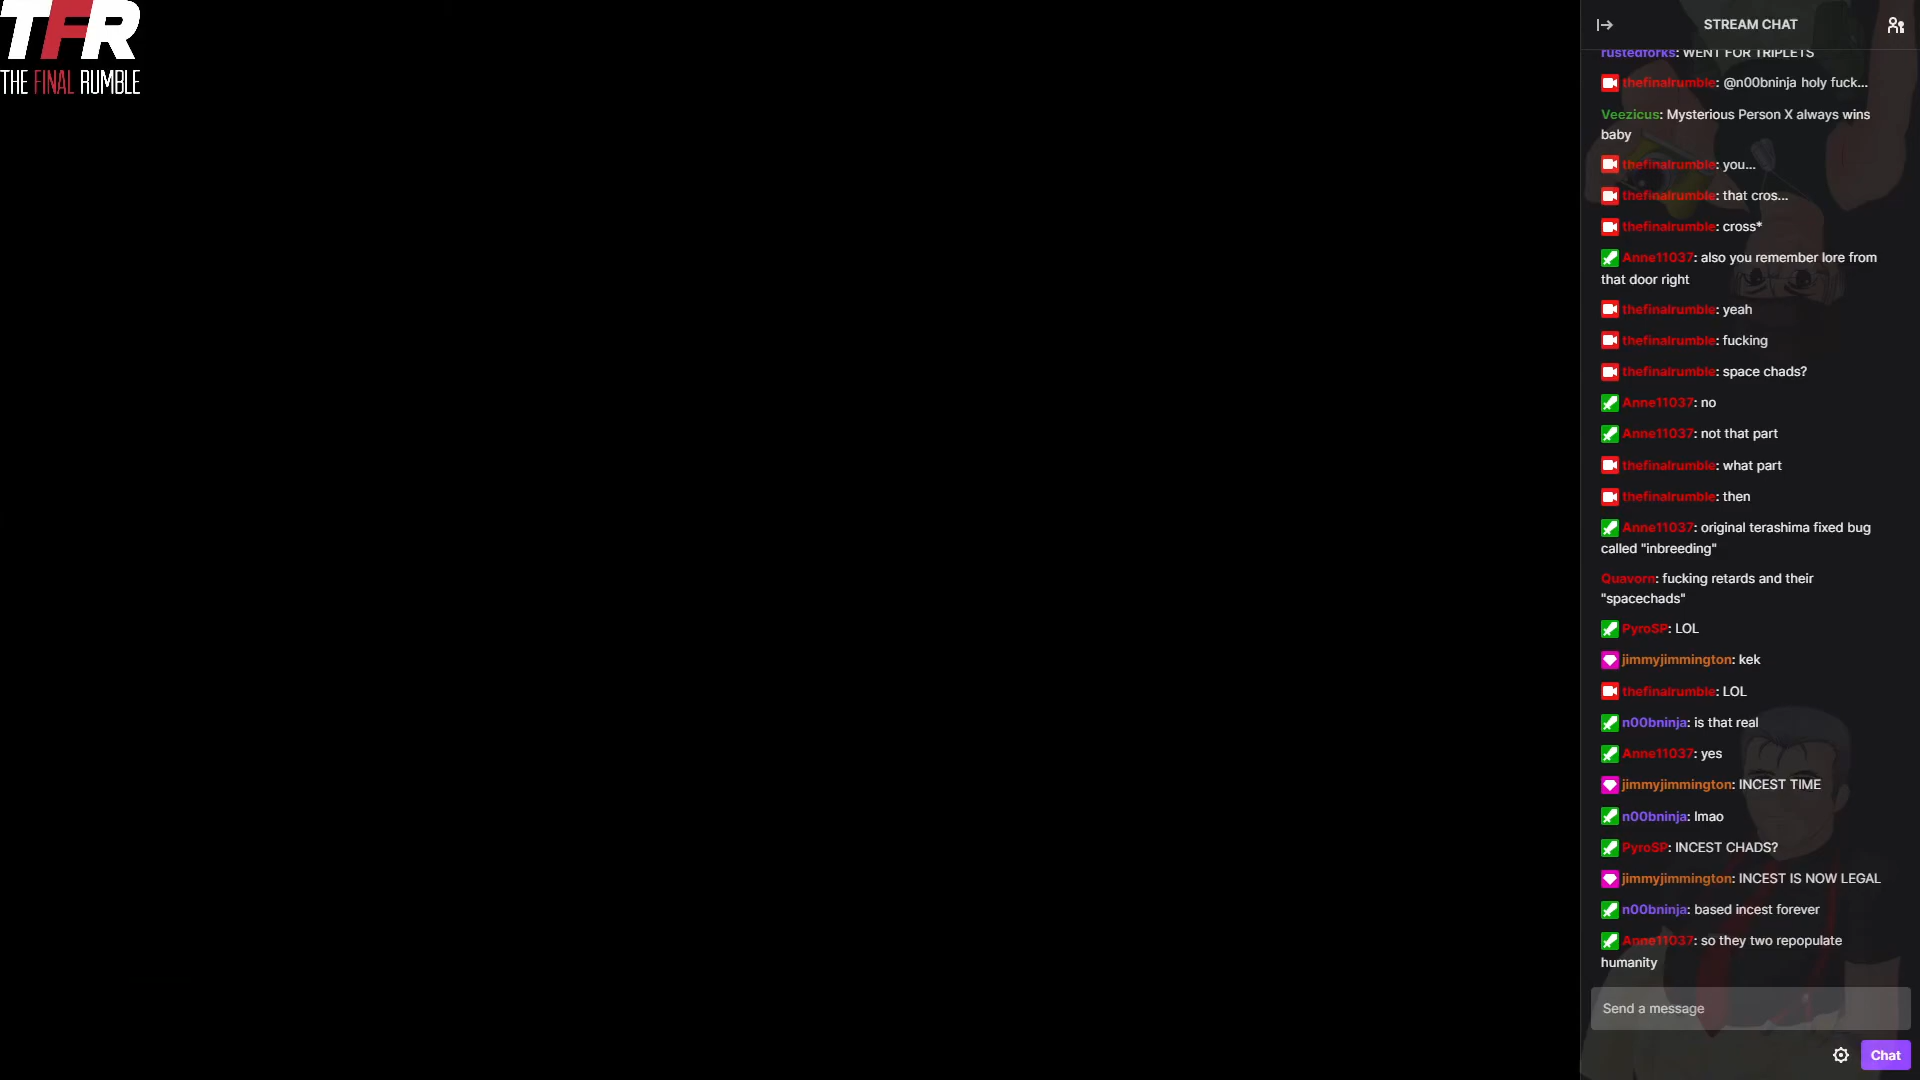 TFR
THE FINAL RUMBLE
STREAM CHAT
rustedforks: WENT FOR TRIPLETS
thefinalrumble: @n00bninja holy fuck...
Veezicus: Mysterious Person X always wins
baby
thefinalrumble: you...
thefinalrumble: that cros...
thefinalrumble: cross*
Anne11037: also you remember lore from
that door right
thefinalrumble: yeah
thefinalrumble: fucking
thefinalrumble: space chads?
Anne11037: no
Anne11037: not that part
thefinalrumble: what part
thefinalrumble: then
Anne11037: original terashima fixed bug
called "inbreeding"
Quavorn: fucking retards and their
"spacechads"
PyroSP: LOL
jimmyjimmington: kek
thefinalrumble: LOL
n00bninja: is that real
Anne11037: yes
jimmyjimmington: INCEST TIME
n00bninja: lmao
PyroSP: INCEST CHADS?
jimmyjimmington: INCEST IS NOW LEGAL
n00bninja: based incest forever
Anne11037: so they two repopulate
humanity
Send a message
Chat